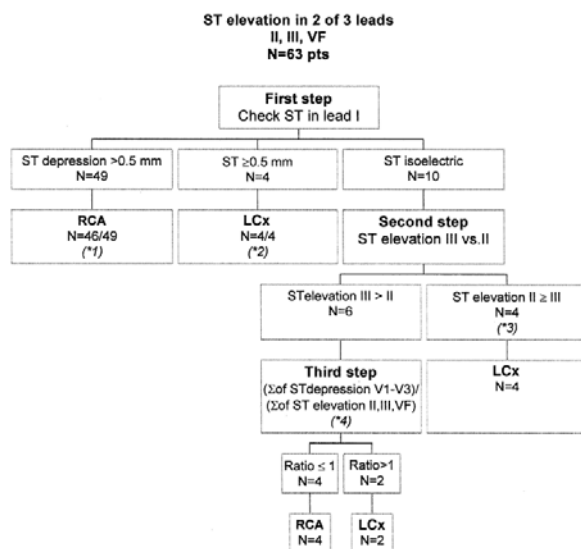 ST elevation in 2 of 3 leads
II, III, VF
N=63 pts
First step
Check ST in lead I
ST depression >0.5 mm
N=49
ST ≥0.5 mm
N=4
ST isoelectric
N=10
RCA
N=46/49
(*1)
LCx
N=4/4
(*2)
Second step
ST elevation III vs.II
STelevation III > II
N=6
ST elevation II ≥ III
N=4
(*3)
Third step
(Σof STdepression V1-V3)/
(Σof ST elevation II,III,VF)
(*4)
LCx
N=4
Ratio ≤ 1
N=4
Ratio>1
N=2
RCA
N=4
LCx
N=2